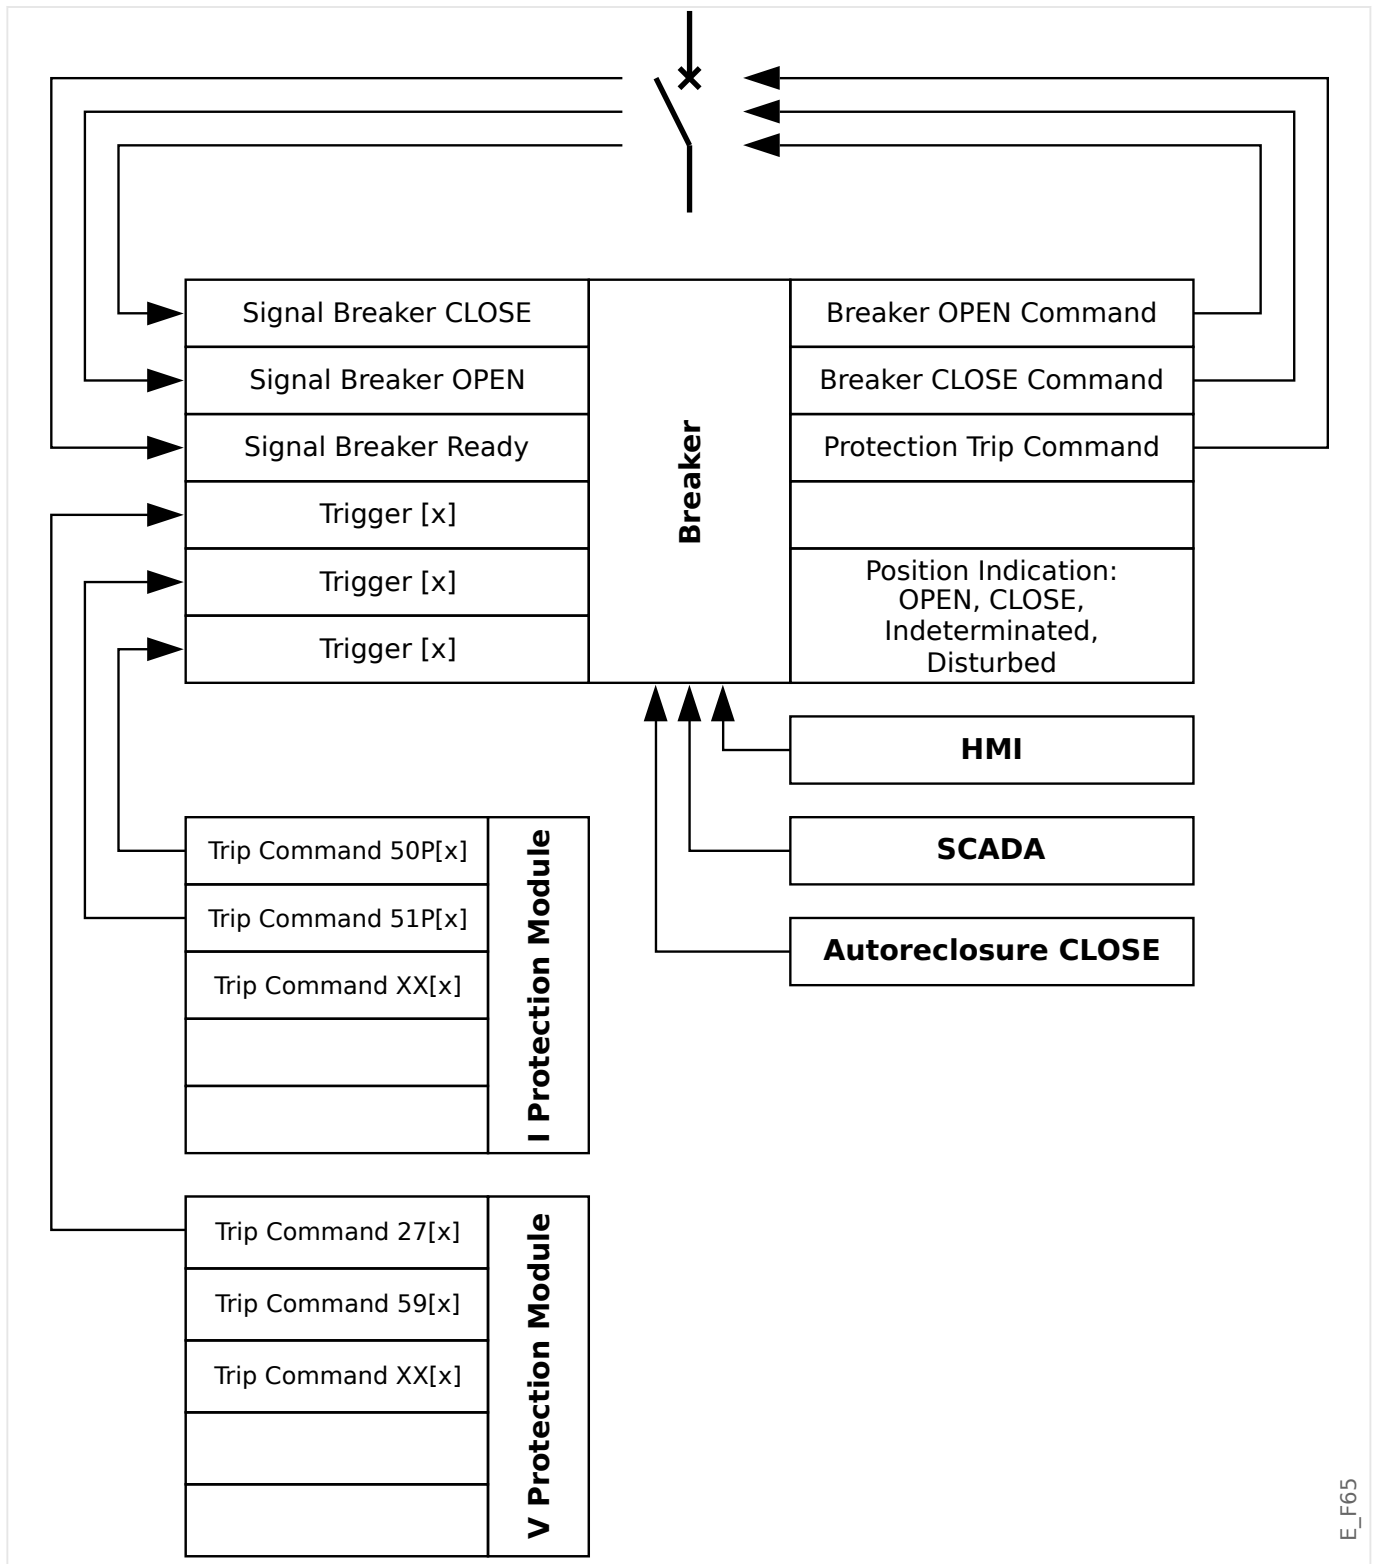 Signal Breaker CLOSE
Signal Breaker OPEN
Signal Breaker Ready
Trigger [x]
Trigger [x]
Trigger [x]
Breaker
Breaker OPEN Command
Breaker CLOSE Command
Protection Trip Command
Position Indication:
OPEN, CLOSE,
Indeterminated,
Disturbed
HMI
SCADA
Autoreclosure CLOSE
Trip Command 50P[x]
Trip Command 51P[x]
Trip Command XX[x]
I Protection Module
Trip Command 27[x]
Trip Command 59[x]
Trip Command XX[x]
V Protection Module
E_F65